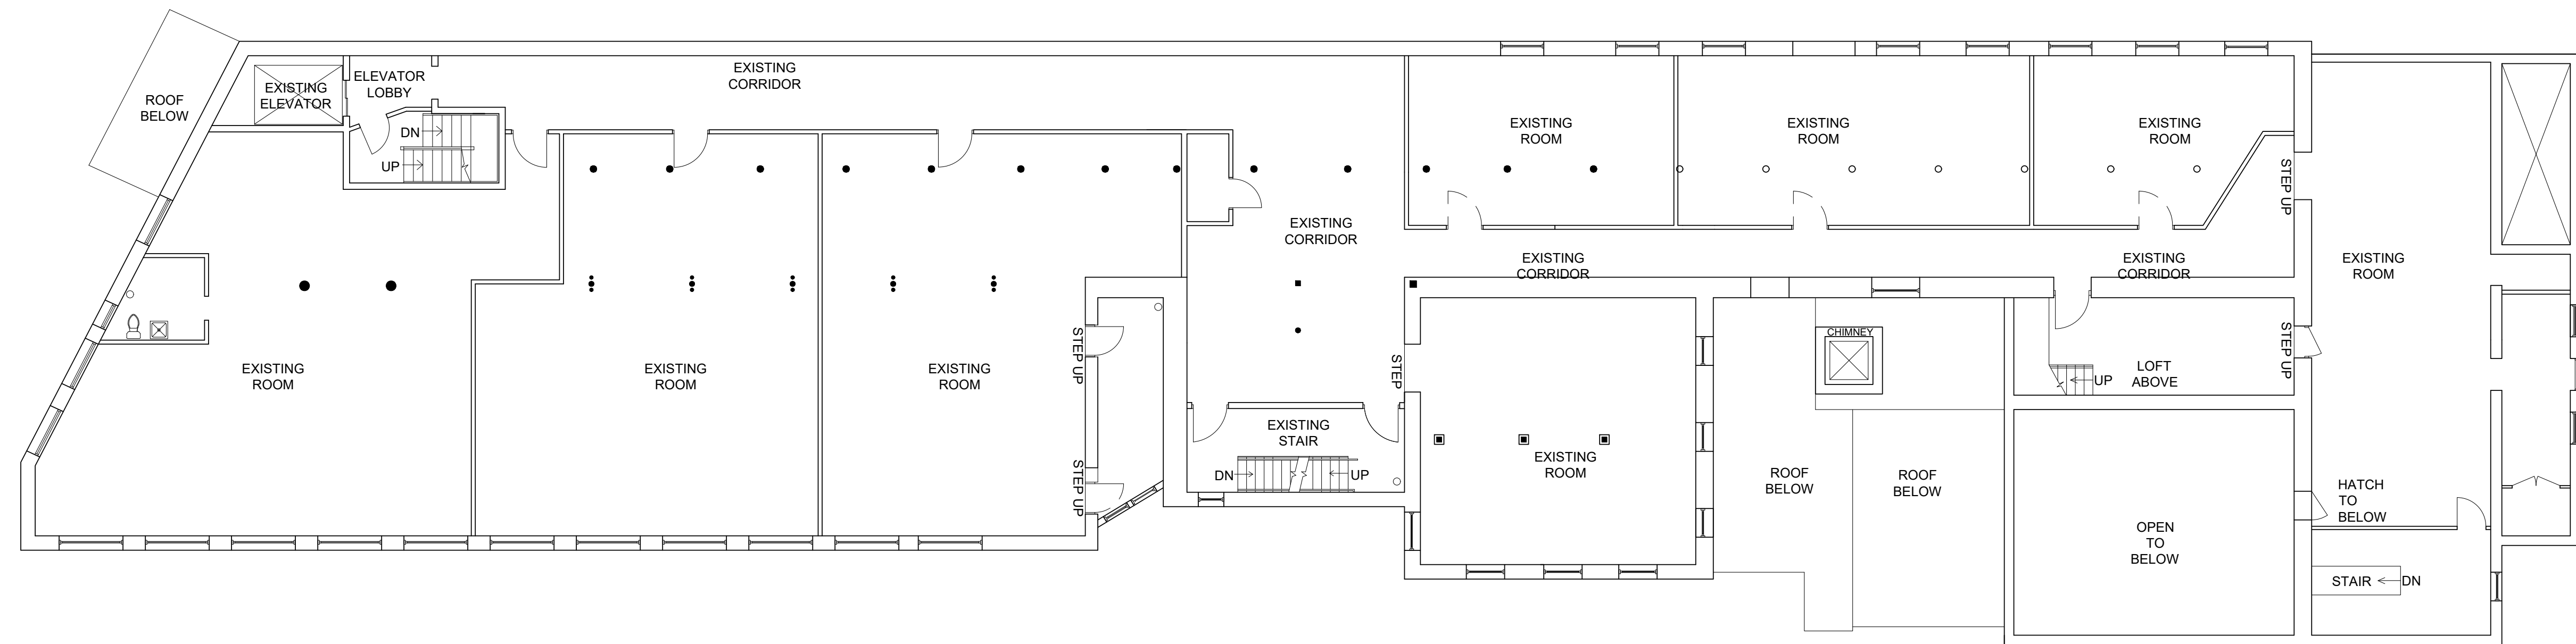 ROOF
BELOW
EXISTING
ELEVATOR
ELEVATOR
LOBBY
EXISTING
CORRIDOR
DN
UP
EXISTING
ROOM
EXISTING
ROOM
EXISTING
ROOM
STEP UP
EXISTING
CORRIDOR
EXISTING
CORRIDOR
EXISTING
CORRIDOR
EXISTING
ROOM
EXISTING
ROOM
EXISTING
ROOM
EXISTING
ROOM
STEP UP
STEP
CHIMNEY
STEP UP
UP
LOFT
ABOVE
EXISTING
STAIR
DN
UP
STEP UP
EXISTING
ROOM
ROOF
BELOW
ROOF
BELOW
HATCH
TO
BELOW
OPEN
TO
BELOW
STAIR
DN